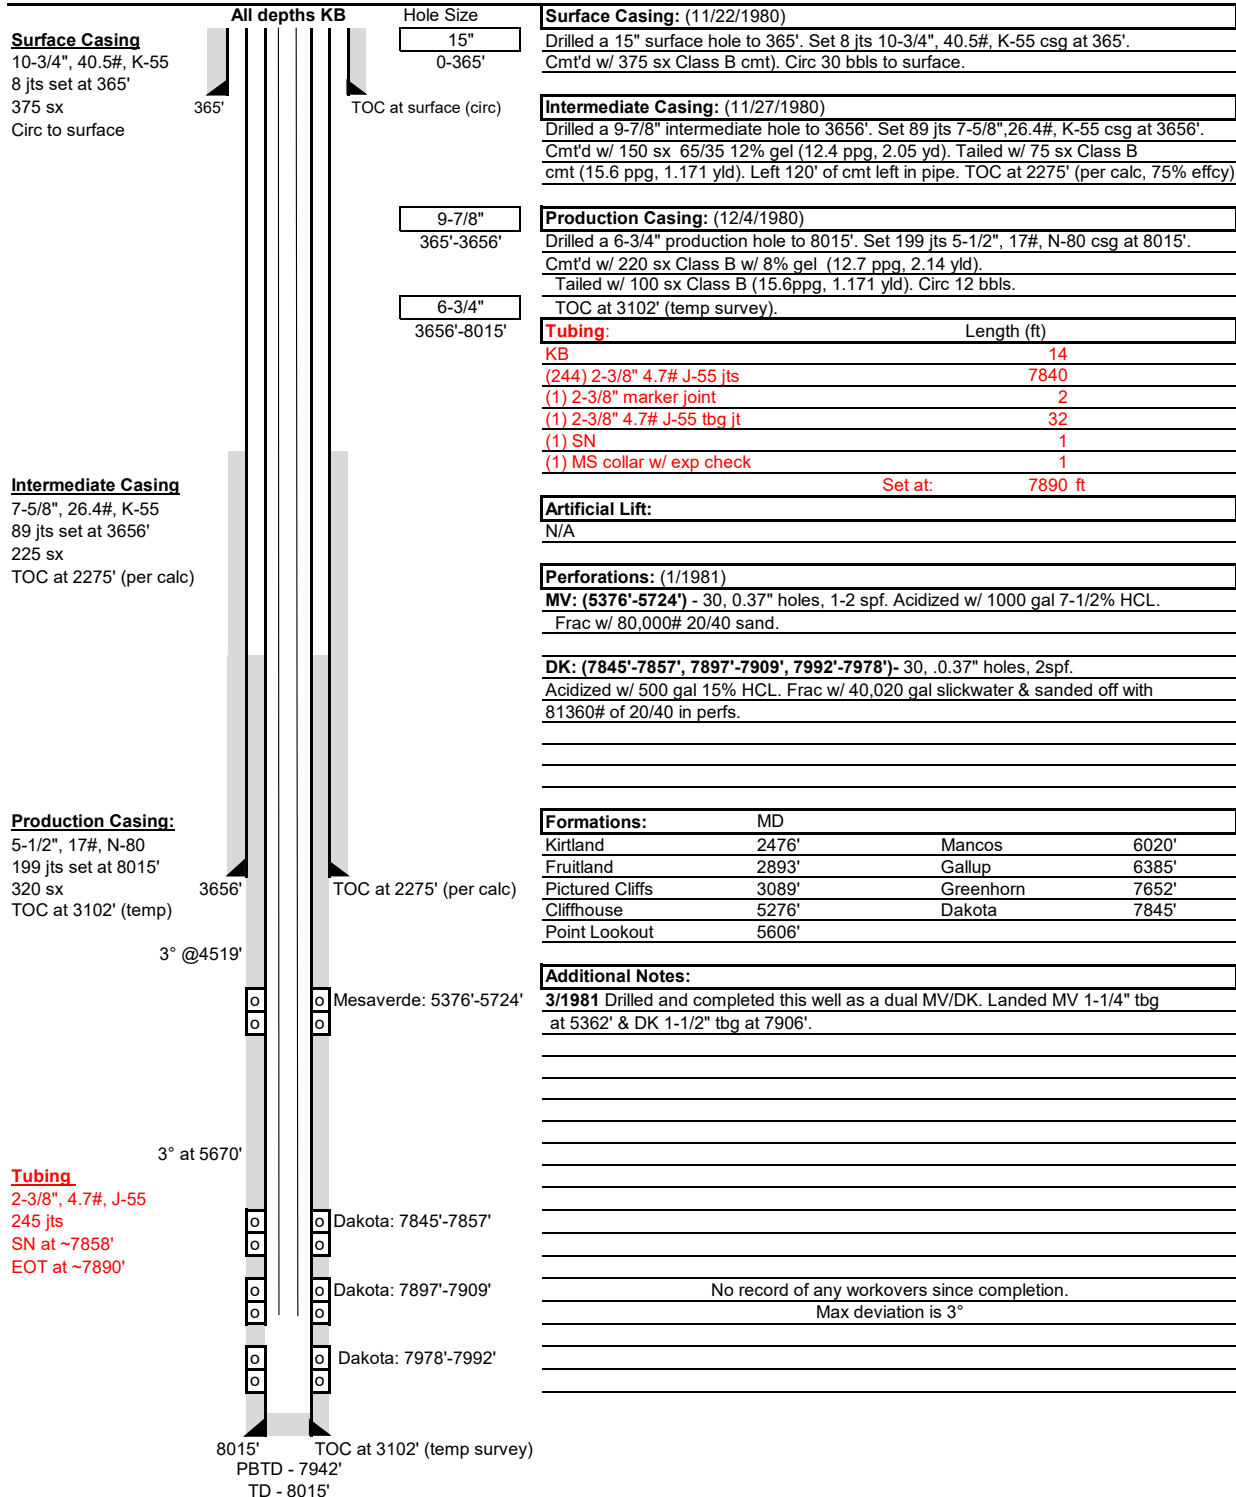 All depths KB
Hole Size
Surface Casing
10-3/4", 40.5#, K-55
8 jts set at 365'
375 sx
Circ to surface
365'
TOC at surface (circ)
15"
0-365'
9-7/8"
365'-3656'
6-3/4"
3656'-8015'
Intermediate Casing
7-5/8", 26.4#, K-55
89 jts set at 3656'
225 sx
TOC at 2275' (per calc)
Production Casing:
5-1/2", 17#, N-80
199 jts set at 8015'
320 sx
TOC at 3102' (temp)
3656'
TOC at 2275' (per calc)
3° @4519'
o
o
o
o
Mesaverde: 5376'-5724'
3° at 5670'
Tubing
2-3/8", 4.7#, J-55
245 jts
SN at ~7858'
EOT at ~7890'
o
o
o
o
Dakota: 7845'-7857'
o
o
o
o
Dakota: 7897'-7909'
o
o
o
o
Dakota: 7978'-7992'
8015'
TOC at 3102' (temp survey)
PBTD - 7942'
TD - 8015'
Surface Casing: (11/22/1980)
Drilled a 15" surface hole to 365'. Set 8 jts 10-3/4", 40.5#, K-55 csg at 365'.
Cmt'd w/ 375 sx Class B cmt). Circ 30 bbls to surface.
Intermediate Casing: (11/27/1980)
Drilled a 9-7/8" intermediate hole to 3656'. Set 89 jts 7-5/8",26.4#, K-55 csg at 3656'.
Cmt'd w/ 150 sx 65/35 12% gel (12.4 ppg, 2.05 yd). Tailed w/ 75 sx Class B
cmt (15.6 ppg, 1.171 yld). Left 120' of cmt left in pipe. TOC at 2275' (per calc, 75% effcy)
Production Casing: (12/4/1980)
Drilled a 6-3/4" production hole to 8015'. Set 199 jts 5-1/2", 17#, N-80 csg at 8015'.
Cmt'd w/ 220 sx Class B w/ 8% gel (12.7 ppg, 2.14 yld).
Tailed w/ 100 sx Class B (15.6ppg, 1.171 yld). Circ 12 bbls.
TOC at 3102' (temp survey).
Tubing: Length (ft)
KB 14
(244) 2-3/8" 4.7# J-55 jts 7840
(1) 2-3/8" marker joint 2
(1) 2-3/8" 4.7# J-55 tbg jt 32
(1) SN 1
(1) MS collar w/ exp check 1
Set at: 7890 ft
Artificial Lift:
N/A
Perforations: (1/1981)
MV: (5376'-5724') - 30, 0.37" holes, 1-2 spf. Acidized w/ 1000 gal 7-1/2% HCL.
Frac w/ 80,000# 20/40 sand.
DK: (7845'-7857', 7897'-7909', 7992'-7978')- 30, .0.37" holes, 2spf.
Acidized w/ 500 gal 15% HCL. Frac w/ 40,020 gal slickwater & sanded off with
81360# of 20/40 in perfs.
Formations: MD
Kirtland 2476' Mancos 6020'
Fruitland 2893' Gallup 6385'
Pictured Cliffs 3089' Greenhorn 7652'
Cliffhouse 5276' Dakota 7845'
Point Lookout 5606'
Additional Notes:
3/1981 Drilled and completed this well as a dual MV/DK. Landed MV 1-1/4" tbg
at 5362' & DK 1-1/2" tbg at 7906'.
No record of any workovers since completion.
Max deviation is 3°